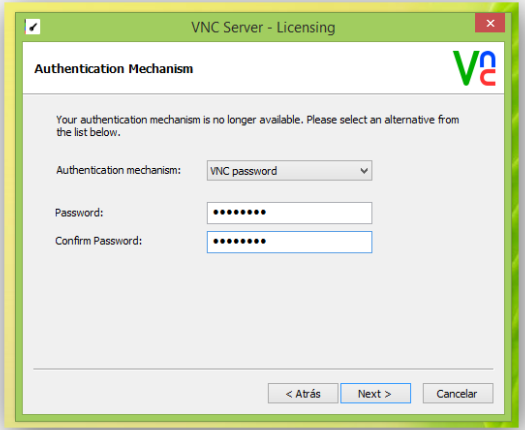 VNC Server - Licensing
Authentication Mechanism
Vnc
Your authentication mechanism is no longer available. Please select an alternative from
the list below.
Authentication mechanism:
VNC password
Password:
••••••••
Confirm Password:
••••••••
< Atrás
Next >
Cancelar